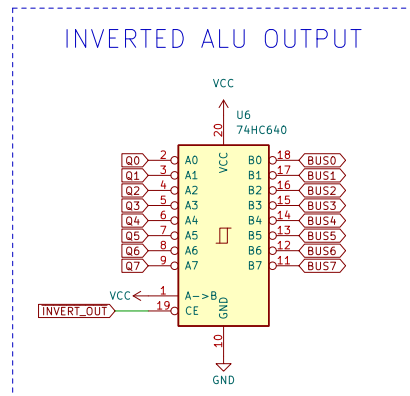 INVERTED ALU OUTPUT
VCC
U6
74HC640
20
VCC
Q0 2 A0 B0 18 BUS0
Q1 3 A1 B1 17 BUS1
Q2 4 A2 B2 16 BUS2
Q3 5 A3 B3 15 BUS3
Q4 6 A4 B4 14 BUS4
Q5 7 A5 B5 13 BUS5
Q6 8 A6 B6 12 BUS6
Q7 9 A7 B7 11 BUS7
VCC 1 A->B
INVERT_OUT 19 CE
GND
10
GND